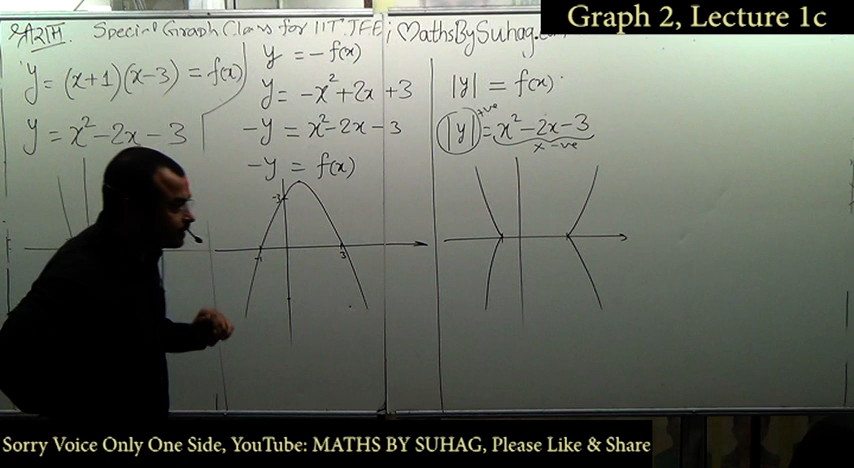 Graph 2, Lecture 1c
श्रीराम. Special Graph Class for IIT JEE; MathsBySuhag.
y = (x+1)(x-3) = f(x)
y = x²-2x-3
y = -f(x)
y = -x²+2x+3
-y = x²-2x-3
-y = f(x)
-3
-1
3
|y| = f(x)
+ve
|y| = x²-2x-3
x -ve
Sorry Voice Only One Side, YouTube: MATHS BY SUHAG, Please Like & Share